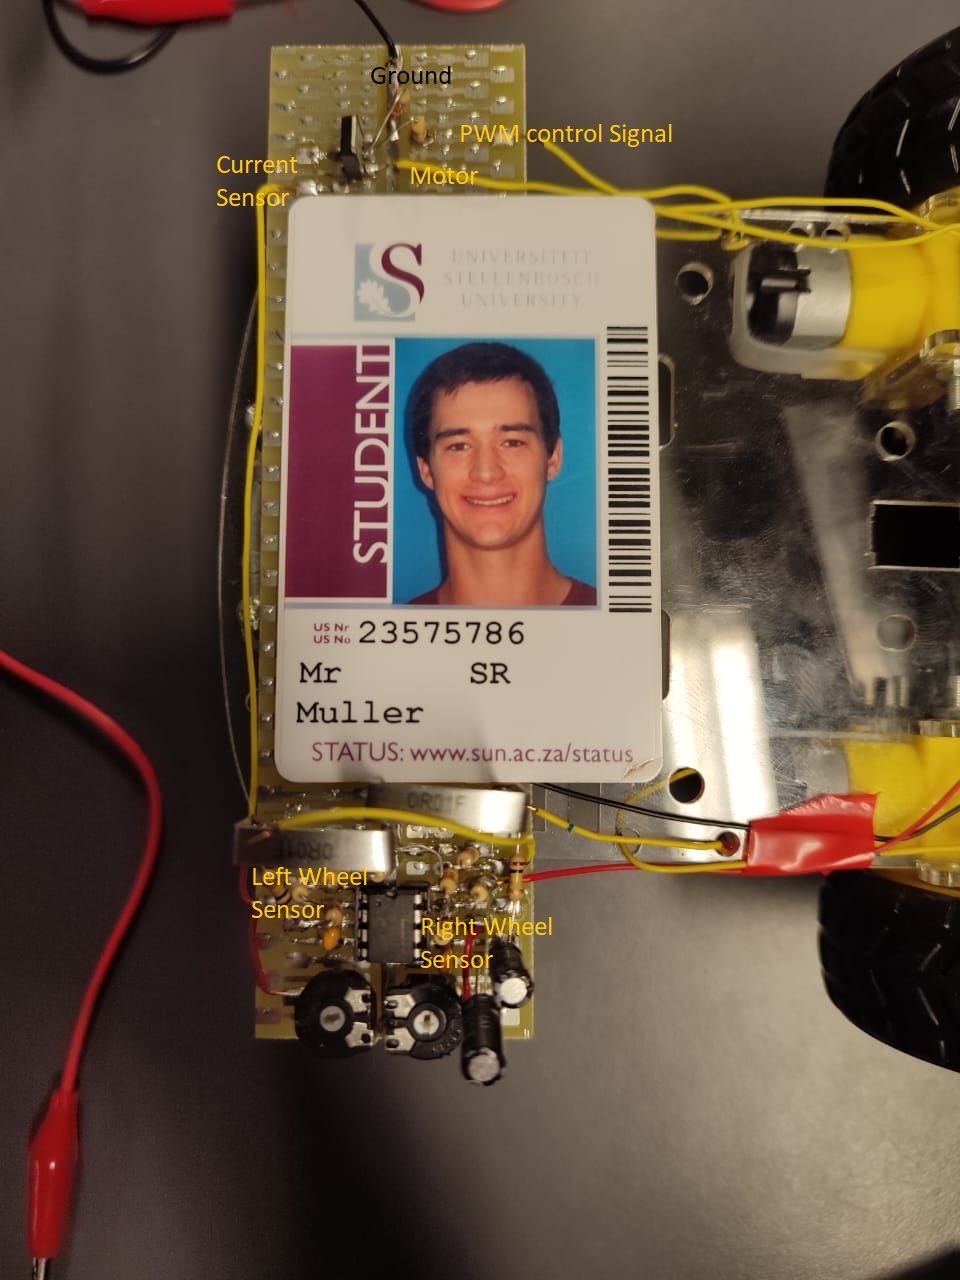 Ground
PWM control Signal
Current
Sensor
Motor
UNIVERSITEIT
STELLENBOSCH
UNIVERSITY
STUDENT
US Nr
US No 23575786
Mr SR
Muller
STATUS: www.sun.ac.za/status
0R01F
0R01F
Left Wheel
Sensor
Right Wheel
Sensor